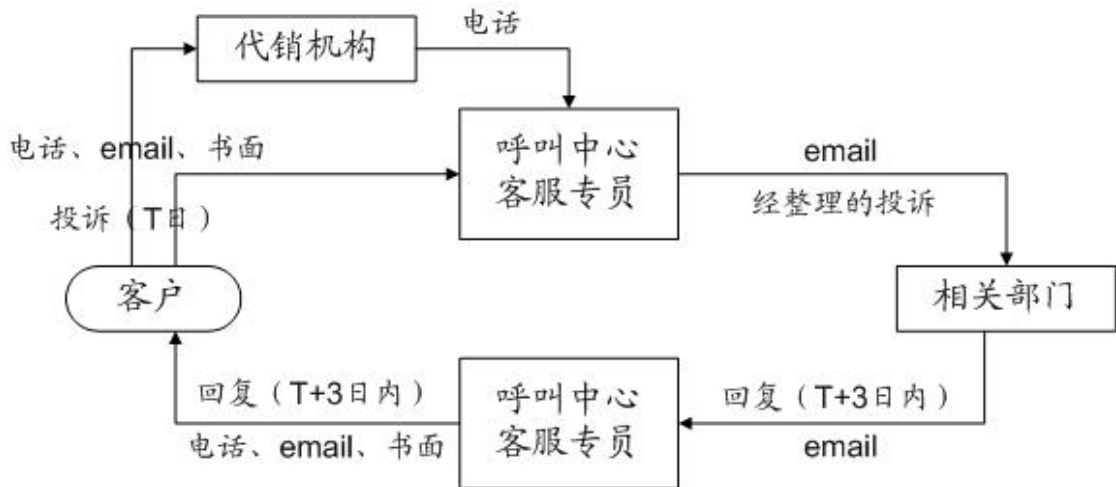 代销机构
电话
电话、email、书面
投诉（T日）
呼叫中心
客服专员
email
经整理的投诉
客户
相关部门
回复（T+3日内）
电话、email、书面
呼叫中心
客服专员
回复（T+3日内）
email